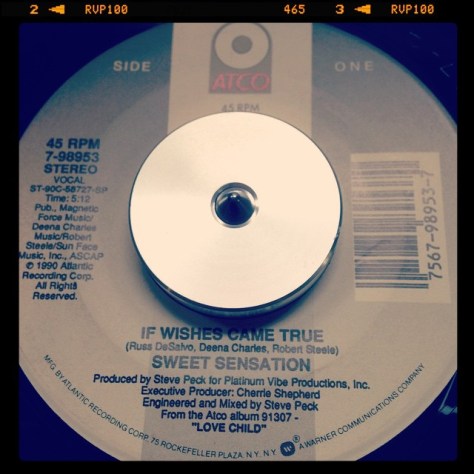 2 RVP100 465 3 RVP100
SIDE ONE
ATCO
45 RPM
45 RPM
7-98953
STEREO
VOCAL
ST-90C-58727-SP
Time: 5:12
Pub., Magnetic
Force Music/
Deena Charles
Music/Robert
Steele/Sun Face
Music, Inc., ASCAP
℗ 1990 Atlantic
Recording Corp.
All Rights
Reserved.
7567-98953-7
IF WISHES CAME TRUE
(Russ DeSalvo, Deena Charles, Robert Steele)
SWEET SENSATION
Produced by Steve Peck for Platinum Vibe Productions, Inc.
Executive Producer: Cherrie Shepherd
Engineered and Mixed by Steve Peck
From the Atco album 91307 -
"LOVE CHILD"
MFG. BY ATLANTIC RECORDING CORP., 75 ROCKEFELLER PLAZA, N.Y., N.Y. A WARNER COMMUNICATIONS COMPANY